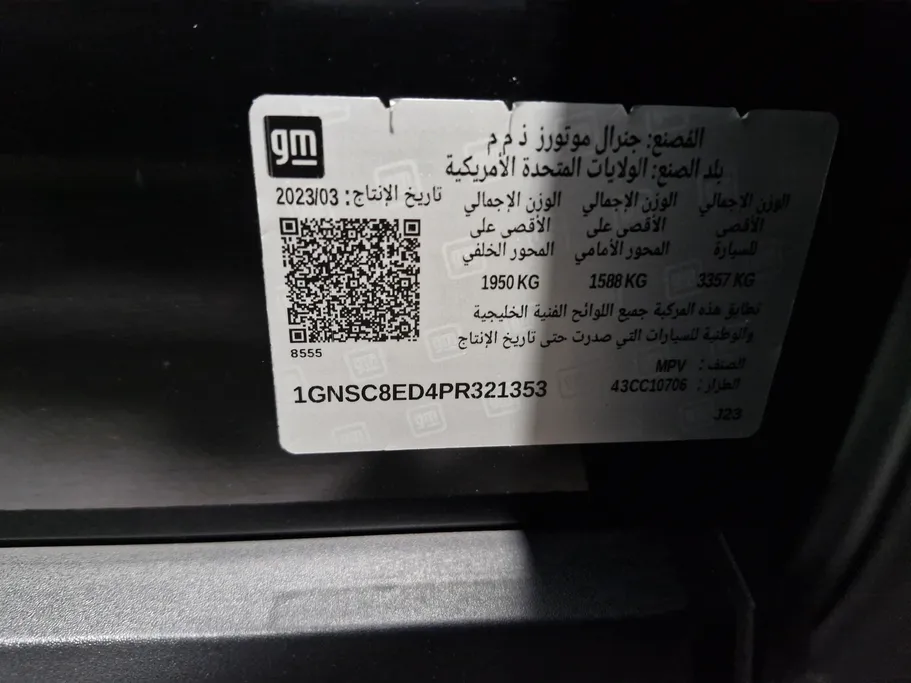 gm
المُصنع: جنرال موتورز ذ م م
بلد الصنع: الولايات المتحدة الأمريكية
تاريخ الإنتاج: 2023/03
الوزن الإجمالي الأقصى للسيارة
3357 KG
الوزن الإجمالي الأقصى على المحور الأمامي
1588 KG
الوزن الإجمالي الأقصى على المحور الخلفي
1950 KG
تطابق هذه المركبة جميع اللوائح الفنية الخليجية
والوطنية للسيارات التي صدرت حتى تاريخ الإنتاج
8555
الصنف: MPV
1GNSC8ED4PR321353
الطراز: 43CC10706
J23